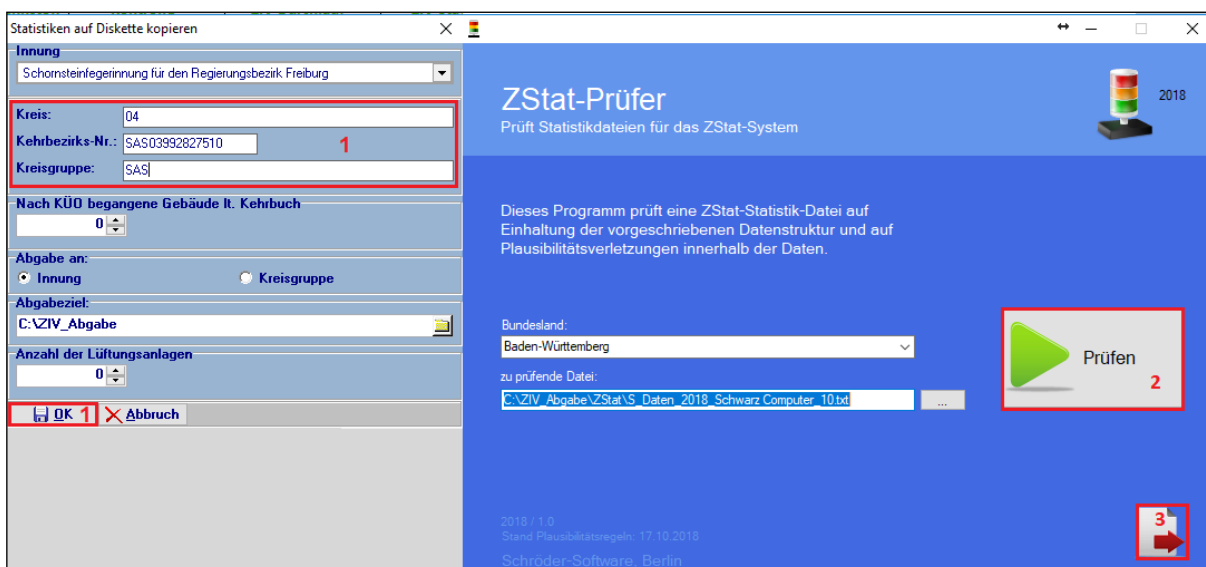 Statistiken auf Diskette kopieren
Innung
Schornsteinfegerinnung für den Regierungsbezirk Freiburg
Kreis: 04
Kehrbezirks-Nr.: SAS03992827510 1
Kreisgruppe: SAS
Nach KÜO begangene Gebäude lt. Kehrbuch
0
Abgabe an:
Innung Kreisgruppe
Abgabeziel:
C:\ZIV_Abgabe
Anzahl der Lüftungsanlagen
0
OK 1 Abbruch
ZStat-Prüfer
2018
Prüft Statistikdateien für das ZStat-System
Dieses Programm prüft eine ZStat-Statistik-Datei auf
Einhaltung der vorgeschriebenen Datenstruktur und auf
Plausibilitätsverletzungen innerhalb der Daten.
Bundesland:
Baden-Württemberg
zu prüfende Datei:
C:\ZIV_Abgabe\ZStat\S_Daten_2018_Schwarz Computer_10.txt
...
Prüfen
2
3
2018 / 1.0
Stand Plausibilitätsregeln: 17.10.2018
Schröder-Software, Berlin